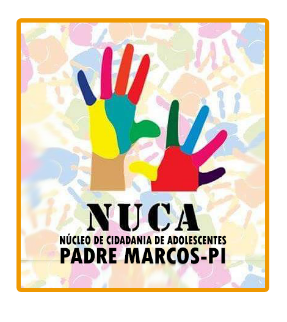 NUCA
NÚCLEO DE CIDADANIA DE ADOLESCENTES
PADRE MARCOS-PI